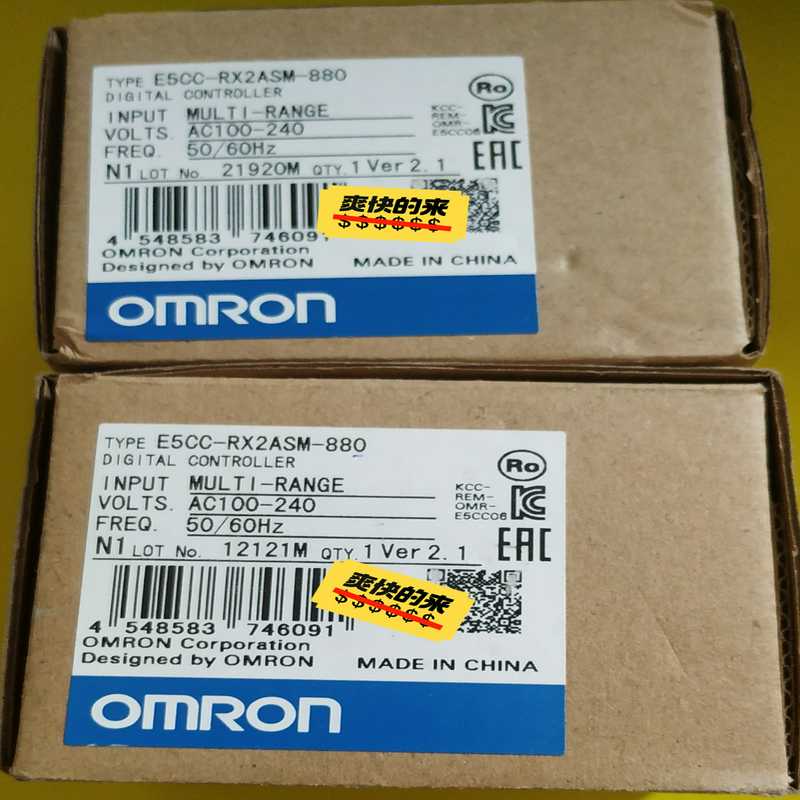 TYPE E5CC-RX2ASM-880
DIGITAL CONTROLLER
INPUT MULTI-RANGE
VOLTS. AC100-240
FREQ. 50/60Hz
N1 LOT No. 21920M QTY. 1 Ver 2.1
Ro
KCC-
REM-
OMR-
E5CC06
EAC
爽快的来
$$$$$$
4 548583 746091
OMRON Corporation
Designed by OMRON MADE IN CHINA
OMRON
TYPE E5CC-RX2ASM-880
DIGITAL CONTROLLER
INPUT MULTI-RANGE
VOLTS. AC100-240
FREQ. 50/60Hz
N1 LOT No. 12121M QTY. 1 Ver 2.1
Ro
KCC-
REM-
OMR-
E5CC06
EAC
爽快的来
$$$$$$
4 548583 746091
OMRON Corporation
Designed by OMRON MADE IN CHINA
OMRON